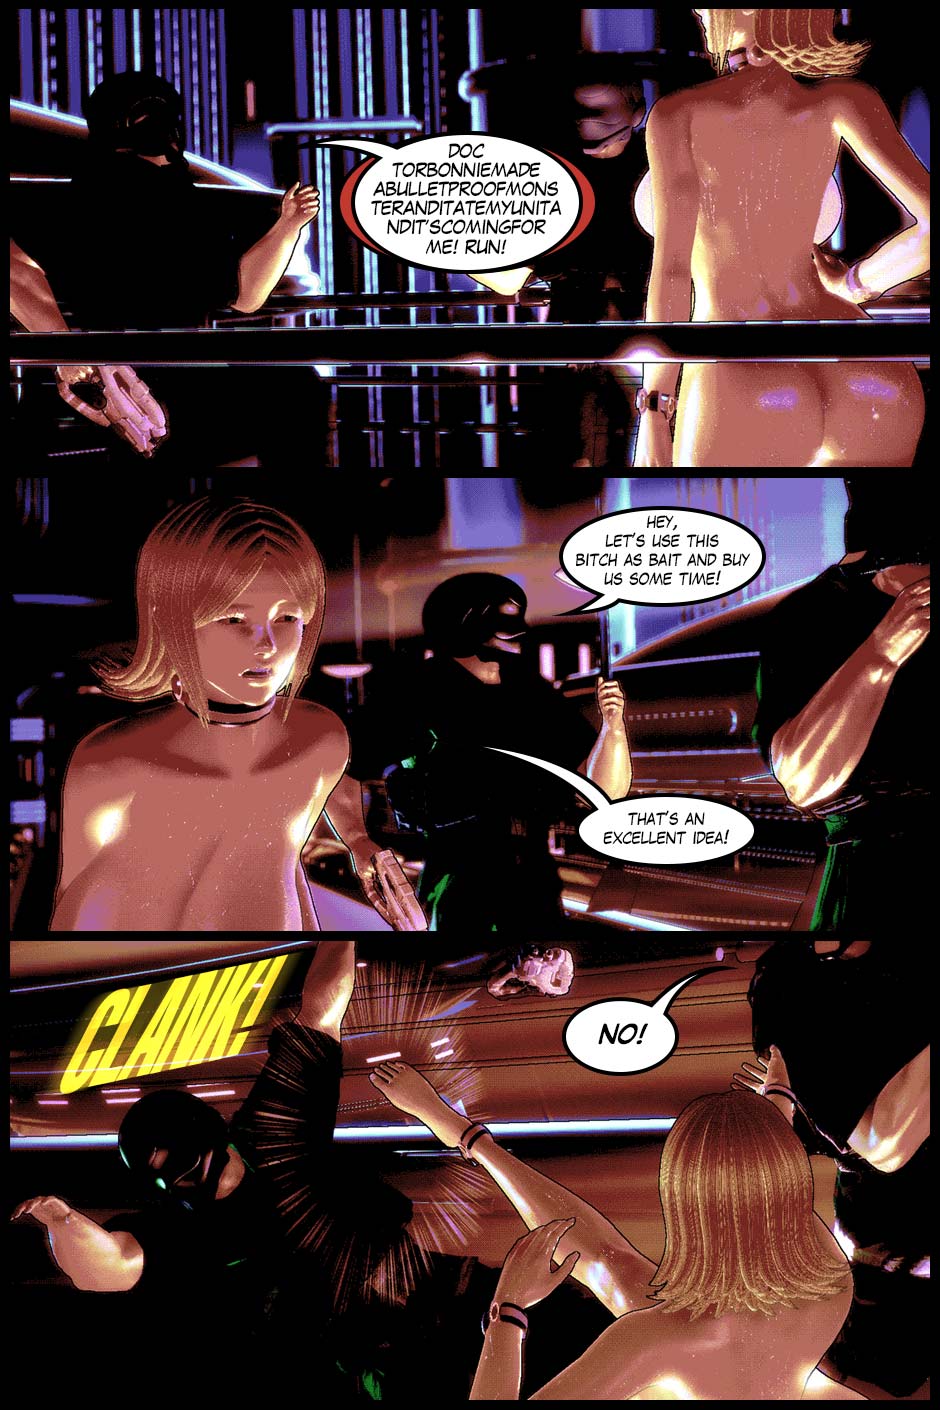 DOC
TORBONNIEMADE
ABULLETPROOFMONS
TERANDITATEMYUNITA
NDIT'SCOMINGFOR
ME! RUN!
HEY,
LET'S USE THIS
BITCH AS BAIT AND BUY
US SOME TIME!
THAT'S AN
EXCELLENT IDEA!
CLANK!
NO!